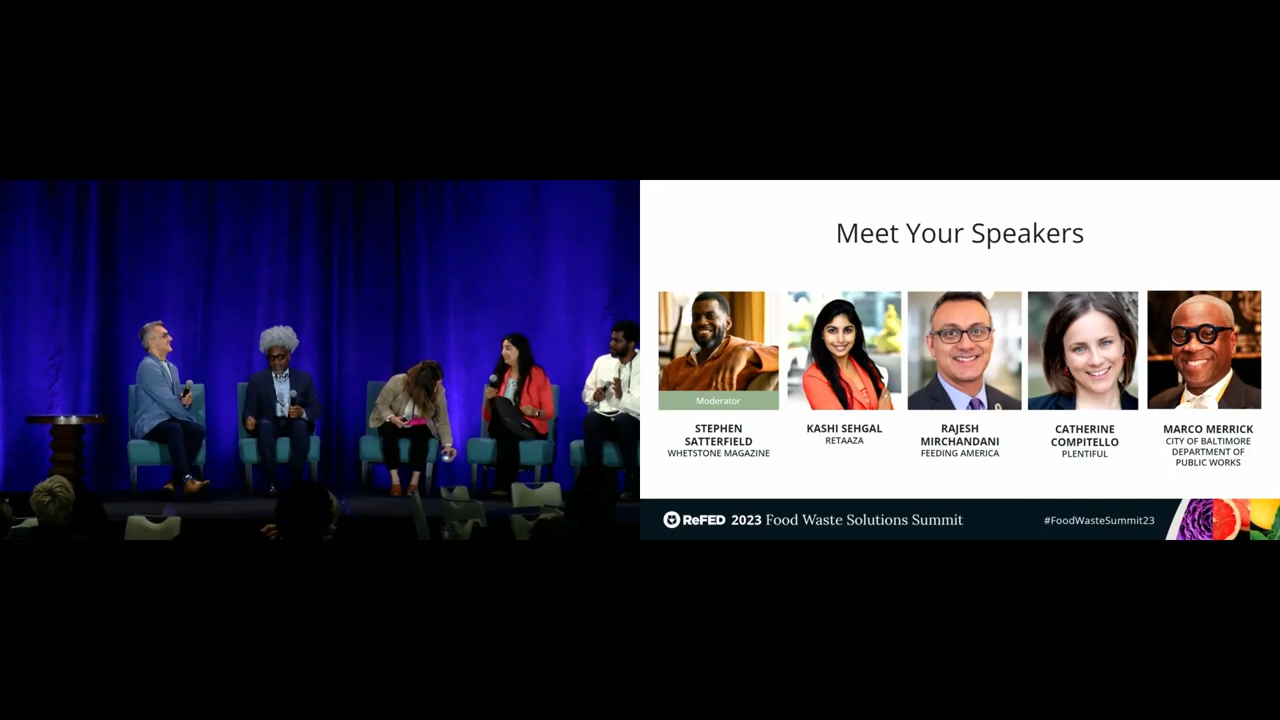 Meet Your Speakers
Moderator
STEPHEN
SATTERFIELD
WHETSTONE MAGAZINE
KASHI SEHGAL
RETAAZA
RAJESH
MIRCHANDANI
FEEDING AMERICA
CATHERINE
COMPITELLO
PLENTIFUL
MARCO MERRICK
CITY OF BALTIMORE
DEPARTMENT OF
PUBLIC WORKS
ReFED 2023 Food Waste Solutions Summit
#FoodWasteSummit23